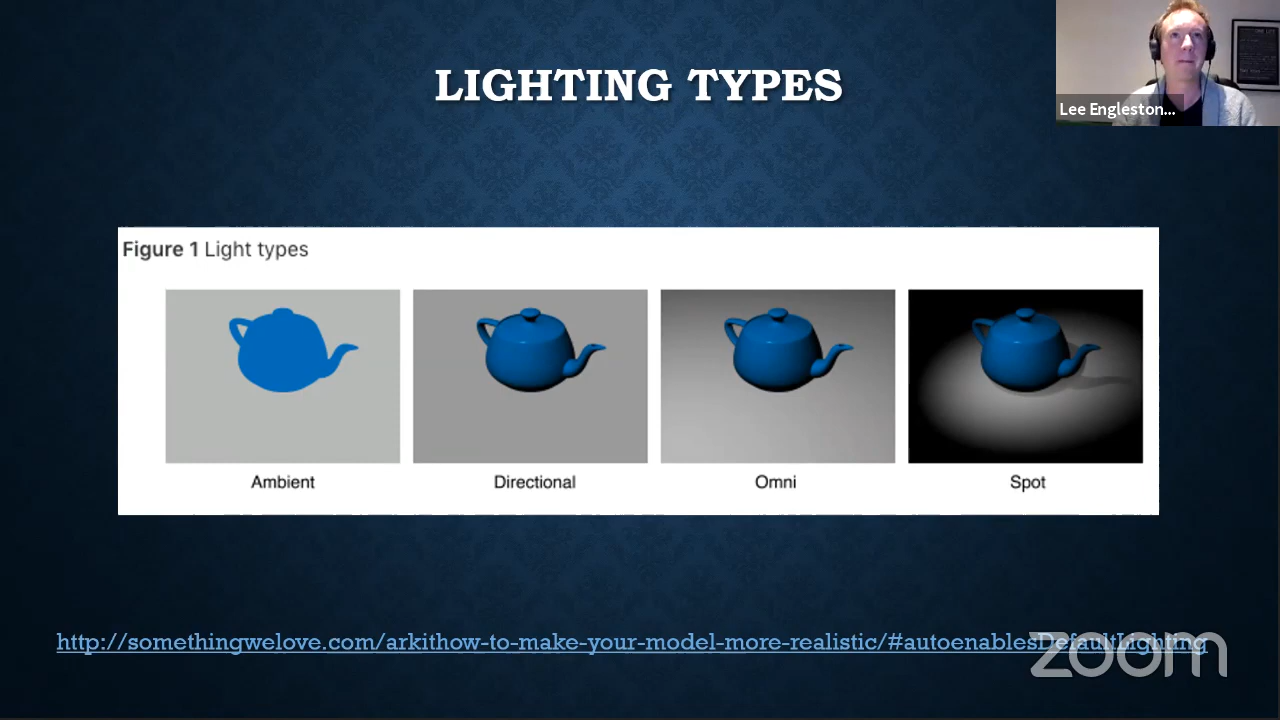 LIGHTING TYPES
Lee Engleston...
Figure 1 Light types
Ambient
Directional
Omni
Spot
http://somethingwelove.com/arkithow-to-make-your-model-more-realistic/#autoenablesDefaultLighting
zoom